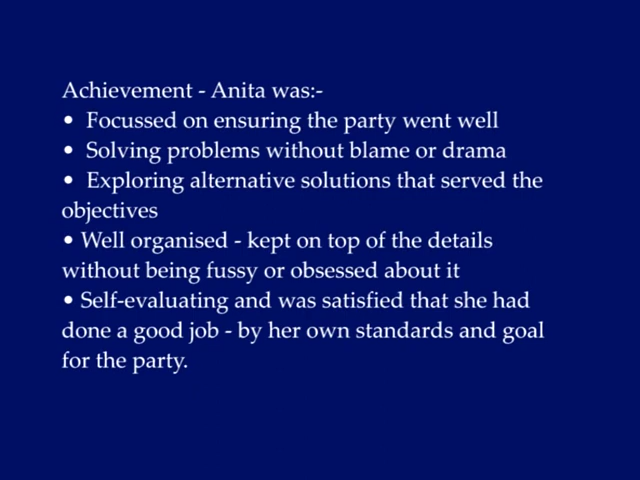 Achievement - Anita was:-
• Focussed on ensuring the party went well
• Solving problems without blame or drama
• Exploring alternative solutions that served the
objectives
• Well organised - kept on top of the details
without being fussy or obsessed about it
• Self-evaluating and was satisfied that she had
done a good job - by her own standards and goal
for the party.